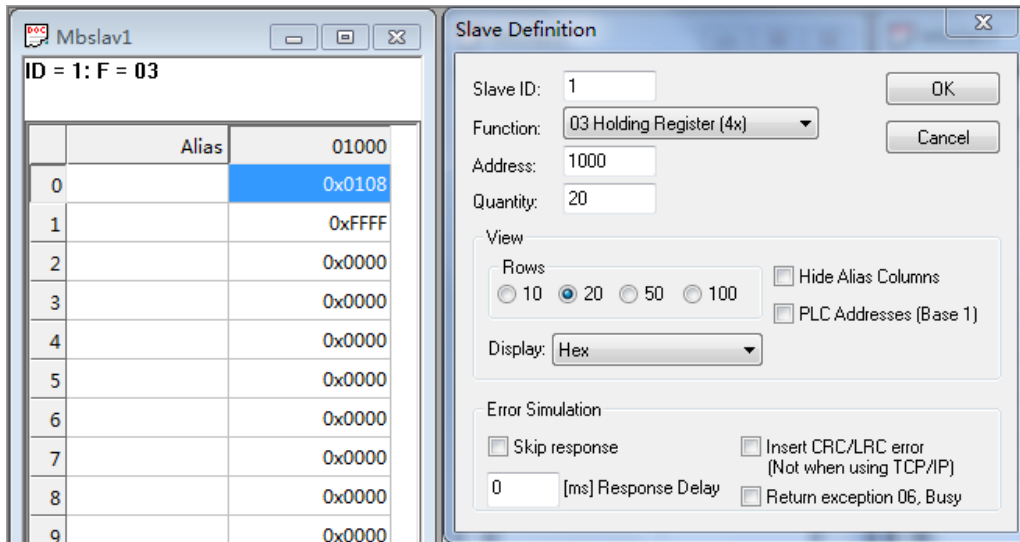 Mbslav1
ID = 1: F = 03
Alias 01000
0 0x0108
1 0xFFFF
2 0x0000
3 0x0000
4 0x0000
5 0x0000
6 0x0000
7 0x0000
8 0x0000
9 0x0000
Slave Definition
Slave ID: 1
OK
Function: 03 Holding Register (4x)
Cancel
Address: 1000
Quantity: 20
View
Rows
10 20 50 100
Hide Alias Columns
PLC Addresses (Base 1)
Display: Hex
Error Simulation
Skip response
Insert CRC/LRC error
(Not when using TCP/IP)
0 [ms] Response Delay
Return exception 06, Busy